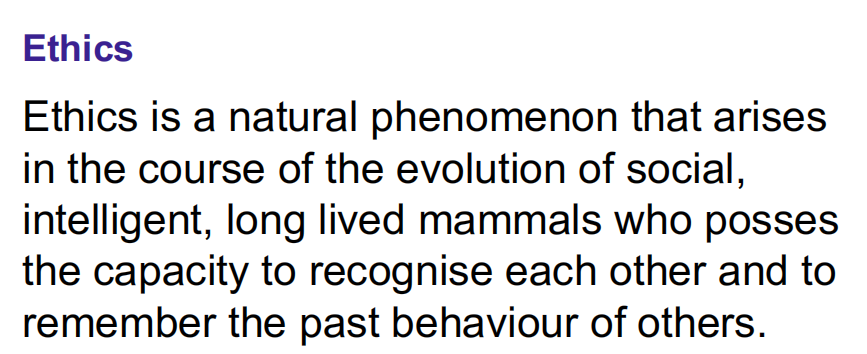 Ethics
Ethics is a natural phenomenon that arises
in the course of the evolution of social,
intelligent, long lived mammals who posses
the capacity to recognise each other and to
remember the past behaviour of others.